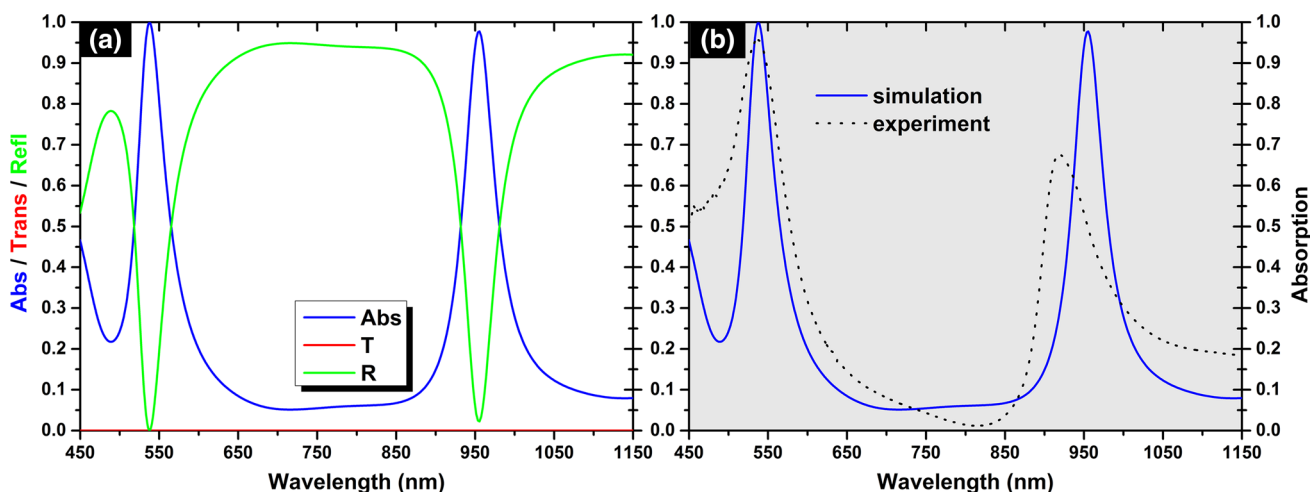 (a)
Abs / Trans / Refl
1.0
0.9
0.8
0.7
0.6
0.5
0.4
0.3
0.2
0.1
0.0
Abs
T
R
450 550 650 750 850 950 1050 1150
Wavelength (nm)
(b)
simulation
experiment
450 550 650 750 850 950 1050 1150
Wavelength (nm)
1.0
0.9
0.8
0.7
0.6
0.5
0.4
0.3
0.2
0.1
0.0
Absorption